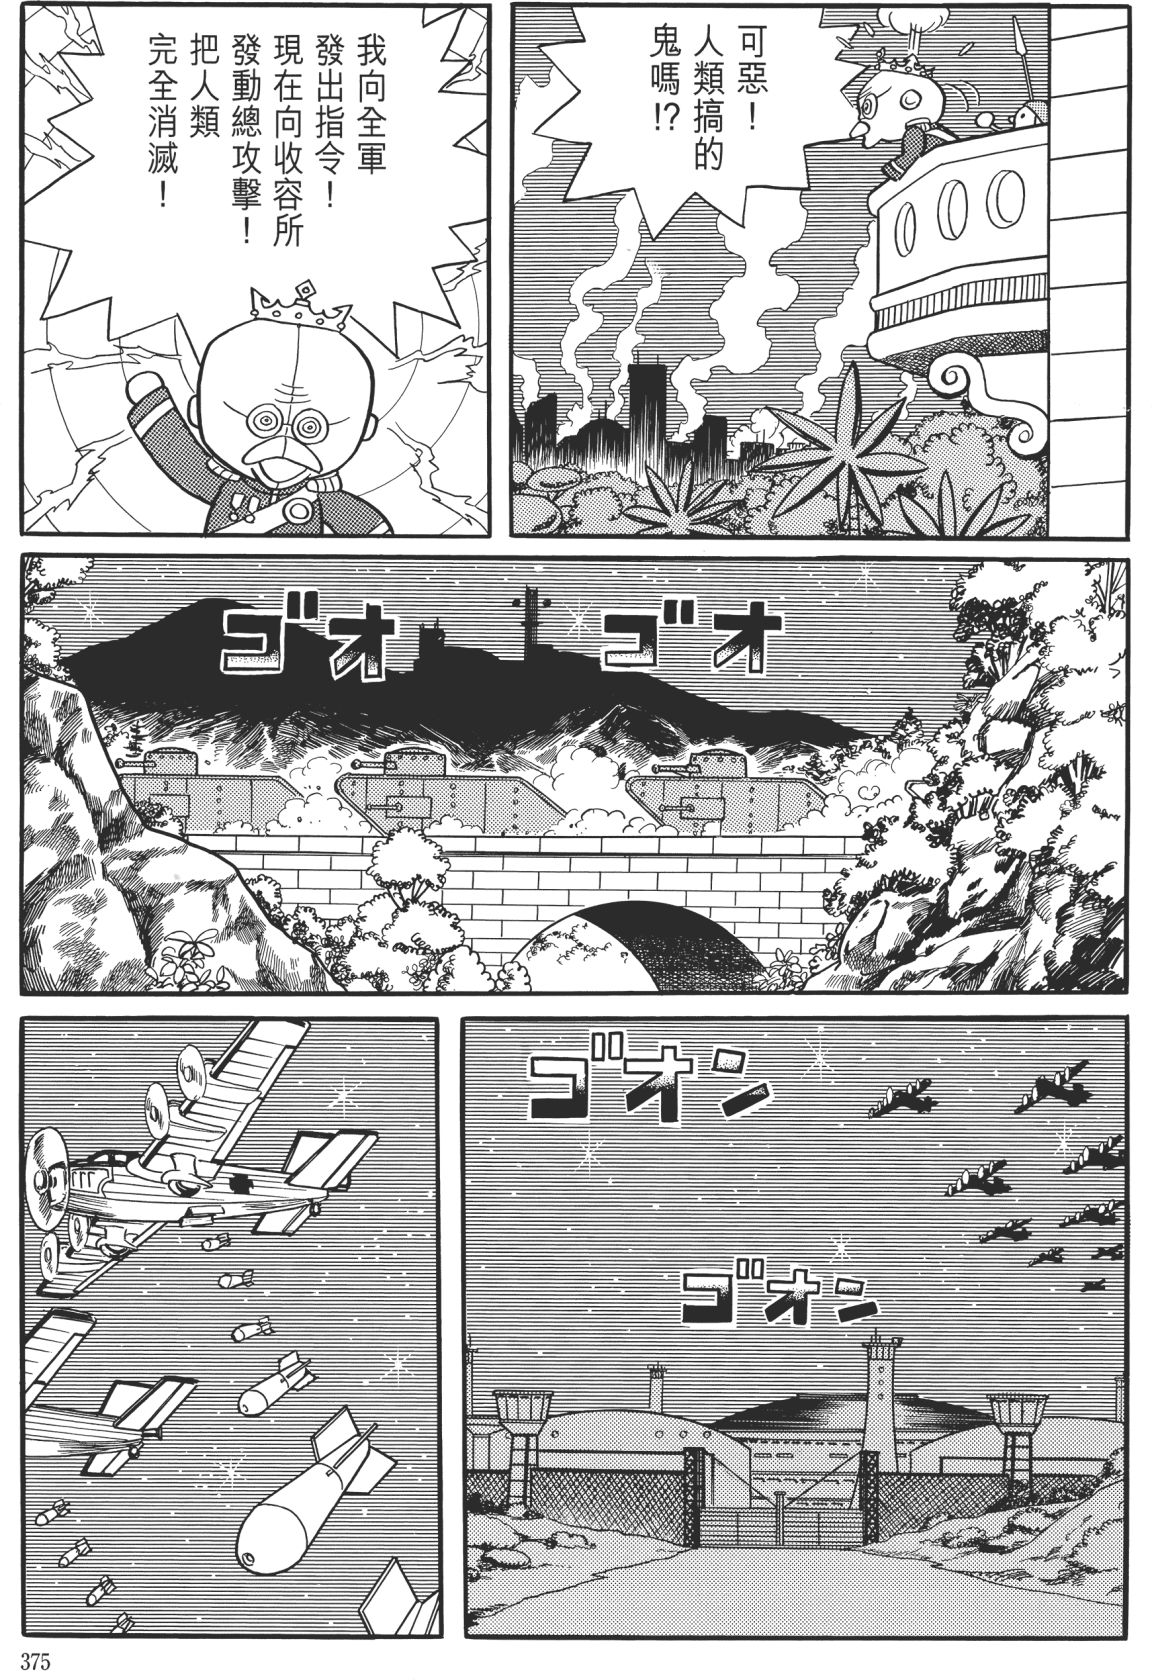 可惡！
人類搞的
鬼嗎!?
我向全軍
發出指令！
現在向收容所
發動總攻擊！
把人類
完全消滅！
ゴオ
ゴオ
ゴオン
ゴオン
375